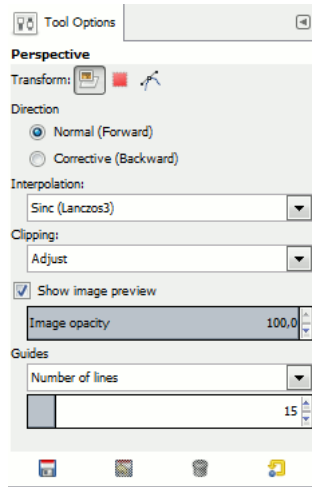 Tool Options
Perspective
Transform:
Direction
Normal (Forward)
Corrective (Backward)
Interpolation:
Sinc (Lanczos3)
Clipping:
Adjust
Show image preview
Image opacity 100,0
Guides
Number of lines
15